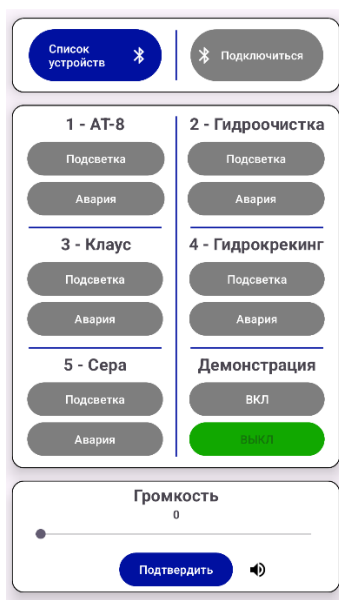 Список
устройств
Подключиться
1 - АТ-8
2 - Гидроочистка
Подсветка
Подсветка
Авария
Авария
3 - Клаус
4 - Гидрокрекинг
Подсветка
Подсветка
Авария
Авария
5 - Сера
Демонстрация
Подсветка
ВКЛ
Авария
ВЫКЛ
Громкость
0
Подтвердить